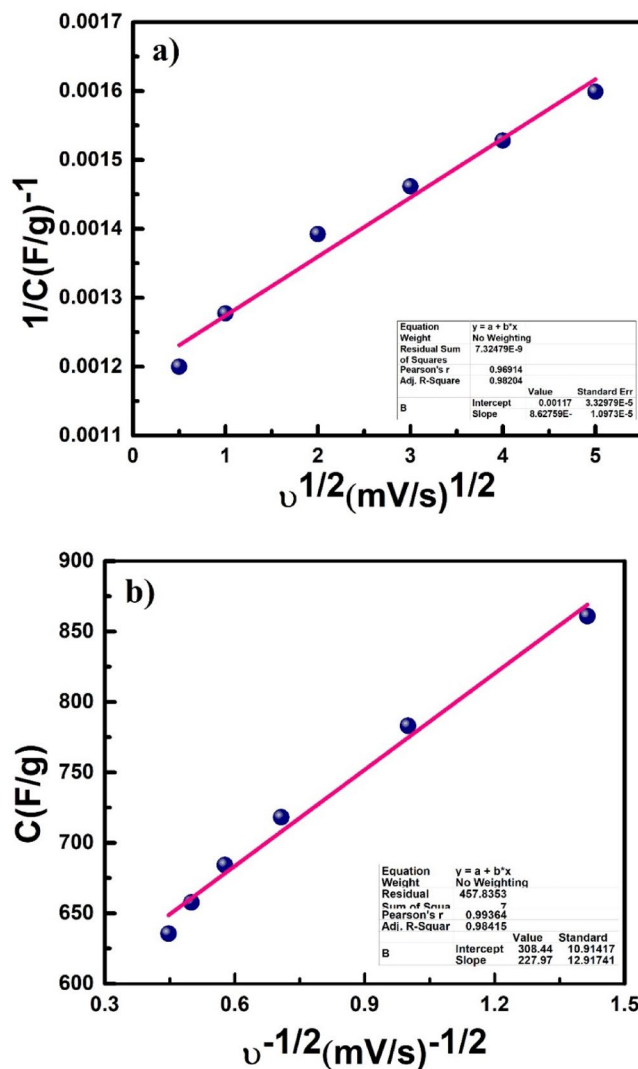 a)
0.0017
0.0016
0.0015
0.0014
0.0013
0.0012
0.0011
1/C(F/g)⁻¹
Equation y = a + b*x
Weight No Weighting
Residual Sum of Squares 7.32479E-9
Pearson's r 0.96914
Adj. R-Square 0.98204
Value Standard Err
B Intercept 0.00117 3.32979E-5
Slope 8.62759E- 1.0973E-5
0 1 2 3 4 5
υ^1/2(mV/s)^1/2
b)
900
850
800
750
700
650
600
C(F/g)
Equation y = a + b*x
Weight No Weighting
Residual Sum of Squa 457.8353 7
Pearson's r 0.99364
Adj. R-Squar 0.98415
Value Standard
B Intercept 308.44 10.91417
Slope 227.97 12.91741
0.3 0.6 0.9 1.2 1.5
υ^-1/2(mV/s)^-1/2